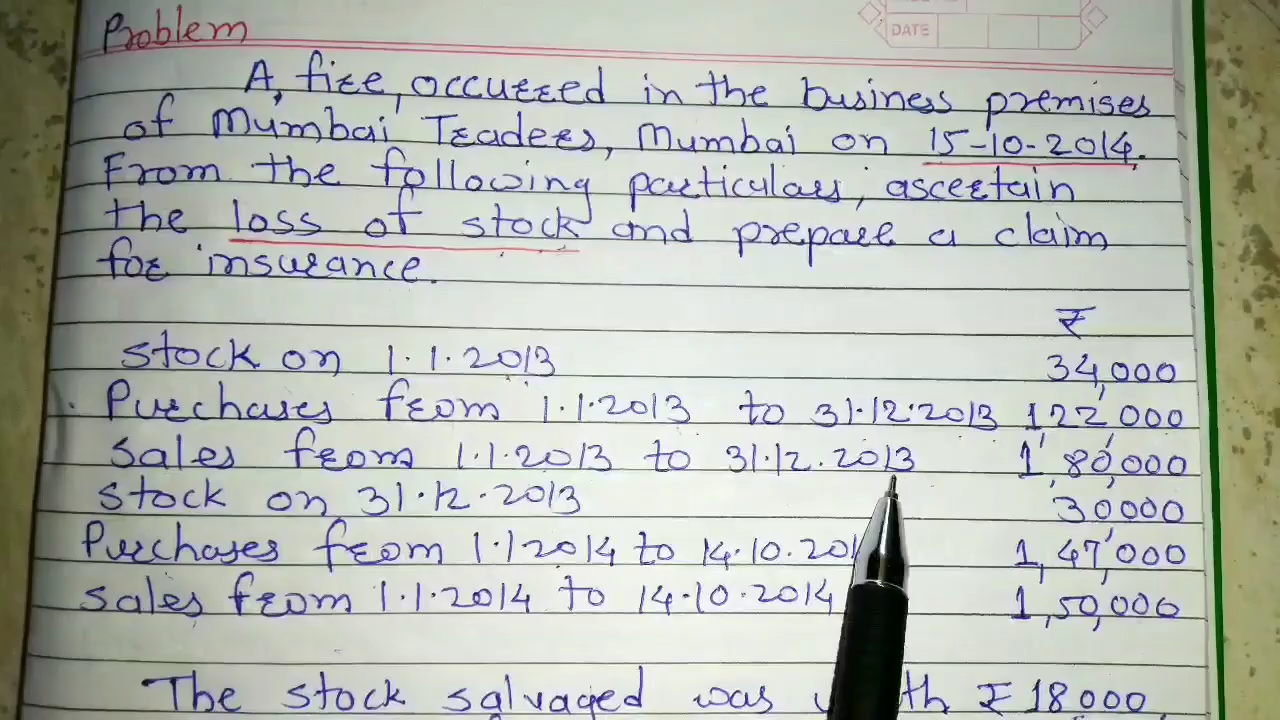 DATE
Problem
A fire, occurred in the business premises
of Mumbai Traders, Mumbai on 15-10-2014.
From the following particulars, ascertain
the loss of stock and prepare a claim
for insurance.
₹
Stock on 1.1.2013 34,000
Purchases from 1.1.2013 to 31.12.2013 1,22,000
Sales from 1.1.2013 to 31.12.2013 1,80,000
Stock on 31.12.2013 30000
Purchases from 1.1.2014 to 14.10.201 1,47,000
Sales from 1.1.2014 to 14.10.2014 1,50,000
The stock salvaged was ₹18000